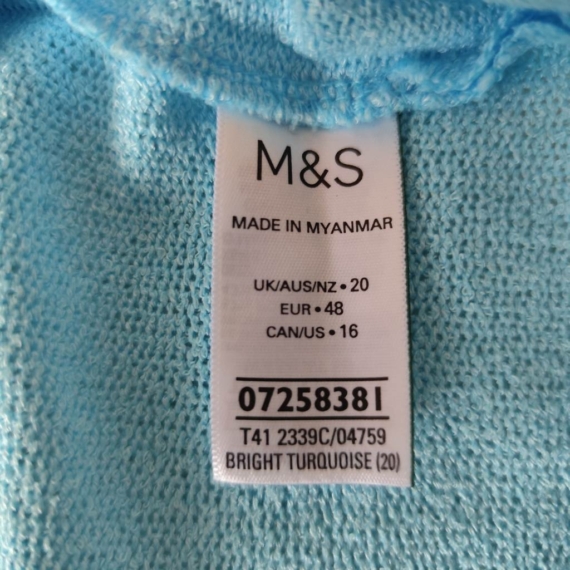 M&S
MADE IN MYANMAR
UK/AUS/NZ • 20
EUR • 48
CAN/US • 16
07258381
T41 2339C/04759
BRIGHT TURQUOISE (20)